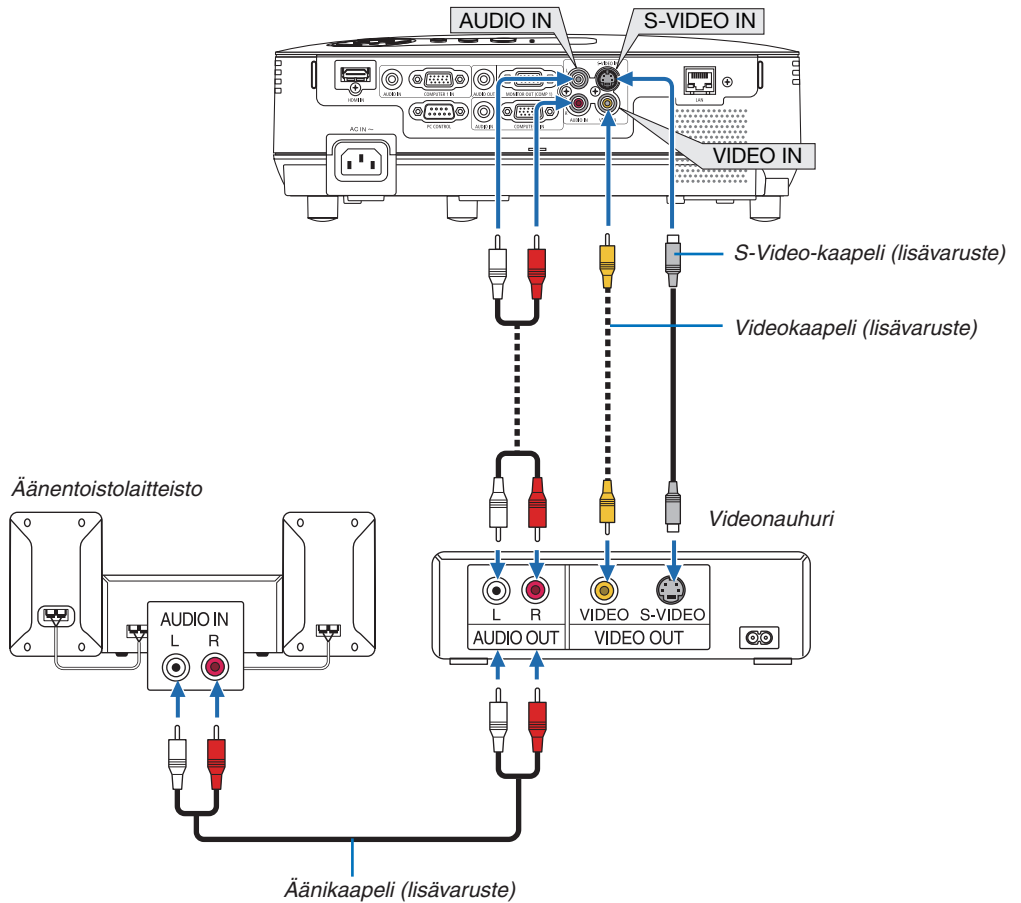 AUDIO IN
S-VIDEO IN
S-VIDEO IN
HDMI IN
AUDIO IN
COMPUTER 1 IN
AUDIO OUT
MONITOR OUT (COMP 1)
LAN
PC CONTROL
AUDIO IN
AUDIO IN
AC IN ~
VIDEO IN
S-Video-kaapeli (lisävaruste)
Videokaapeli (lisävaruste)
Äänentoistolaitteisto
Videonauhuri
L R VIDEO S-VIDEO
AUDIO OUT VIDEO OUT
AUDIO IN
L R
Äänikaapeli (lisävaruste)